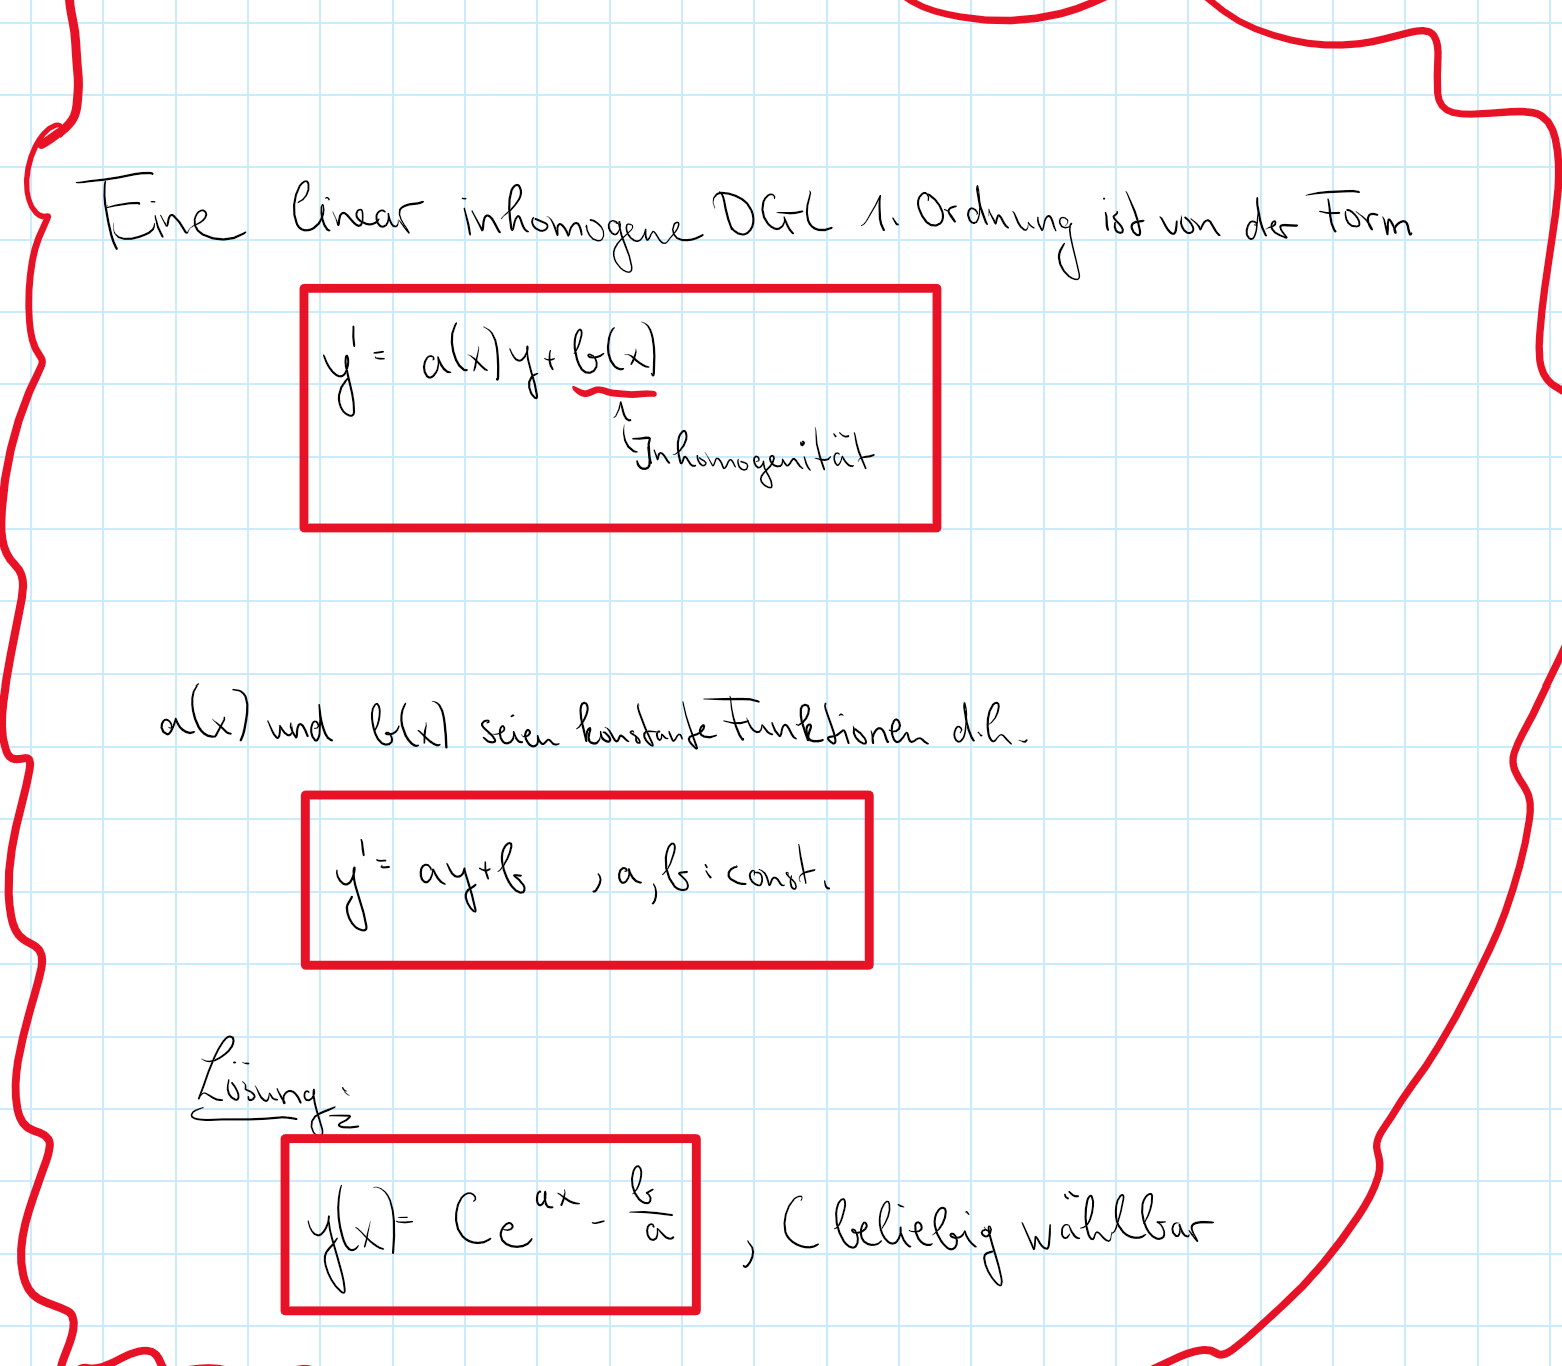 Eine linear inhomogene DGL 1. Ordnung ist von der Form
y' = a(x)y + b(x)
Inhomogenität
a(x) und b(x) seien konstante Funktionen d.h.
y' = ay+b , a,b : const.
Lösung:
y(x) = C e^{ax} - \frac{b}{a} , C beliebig wählbar